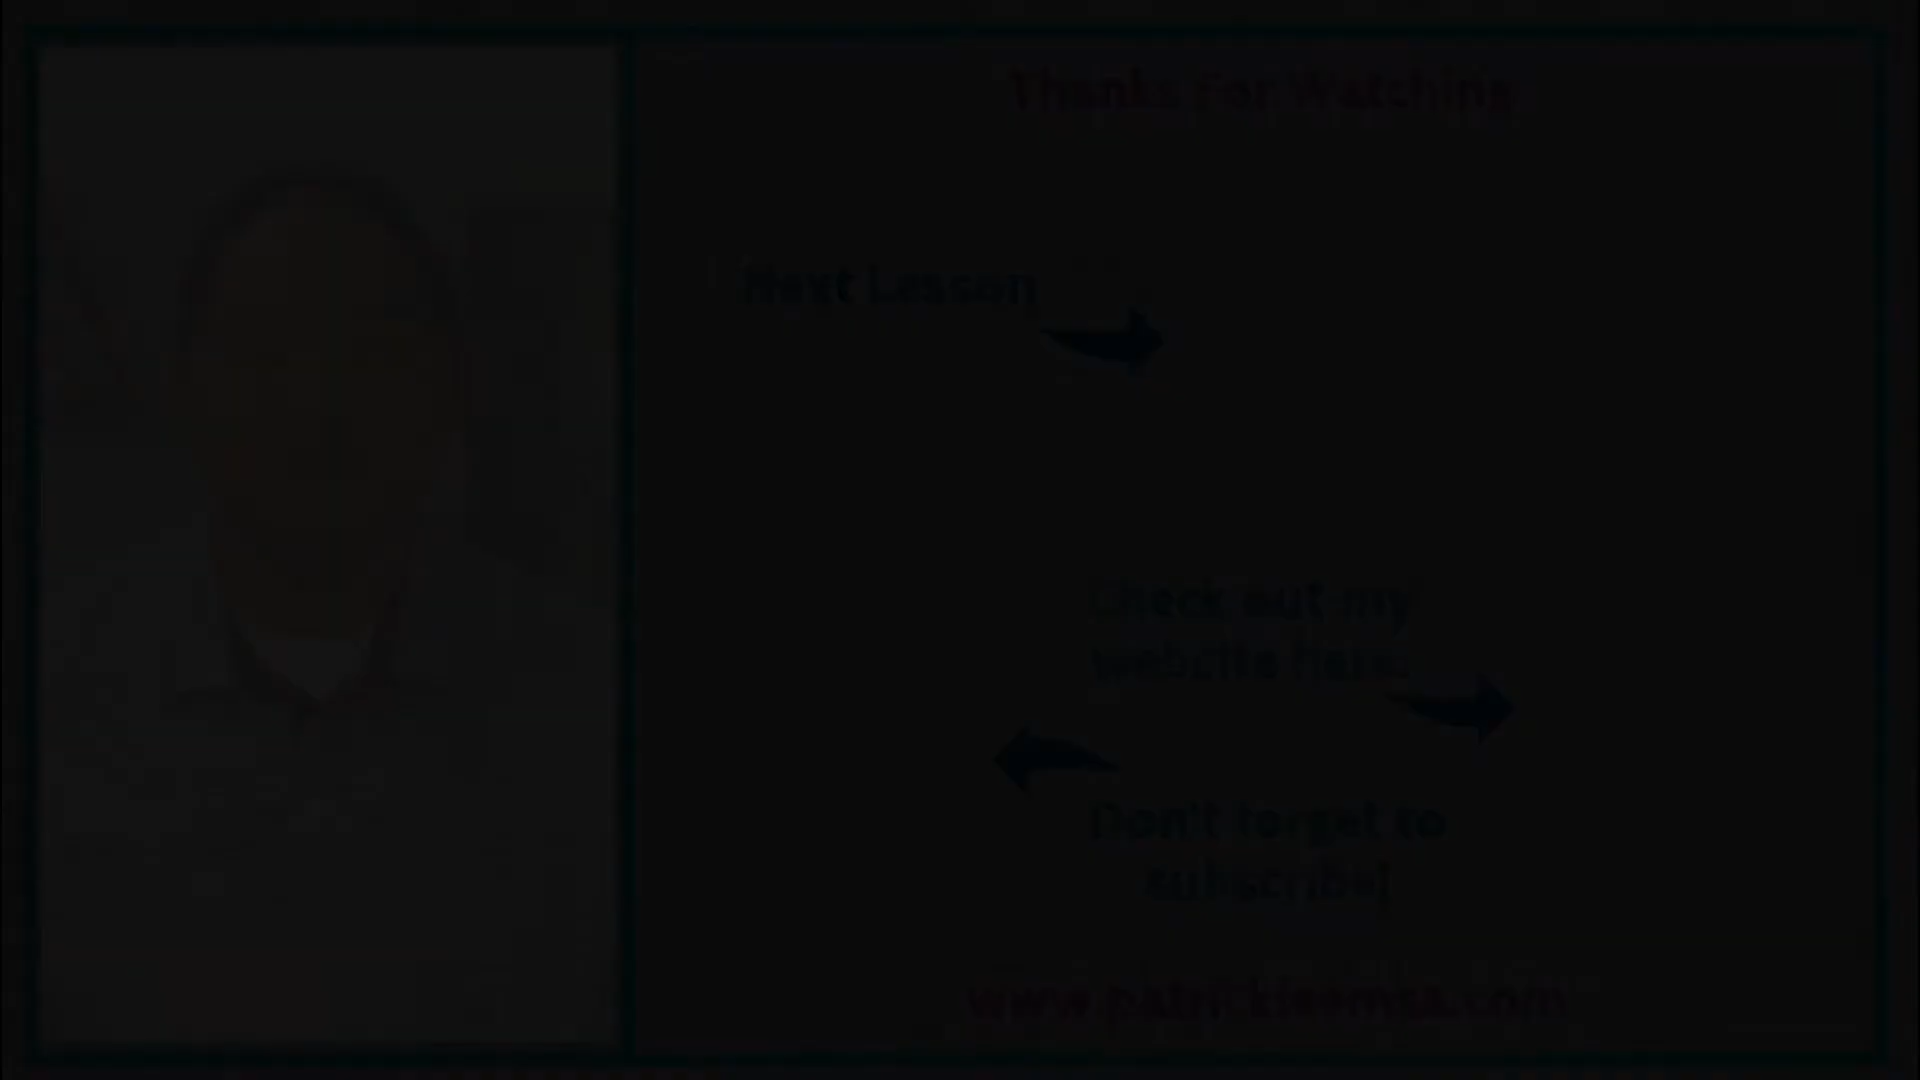 Thanks For Watching
Next Lesson
Check out my
website here.
Don't forget to
subscribe!